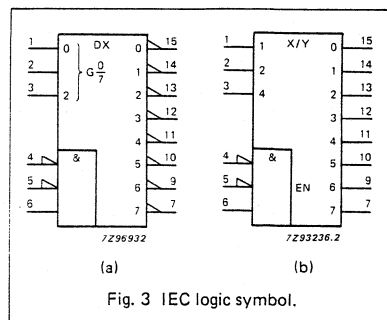 DX
1 0 0 15
2 G 0/7 1 14
3 2 2 13
3 12
4 11
4 & 5 10
5 6 9
6 7 7
7Z96932
(a)
X/Y
1 1 0 15
2 2 1 14
3 4 2 13
3 12
4 11
4 & 5 10
5 EN 6 9
6 7 7
7Z93236.2
(b)
Fig. 3 IEC logic symbol.